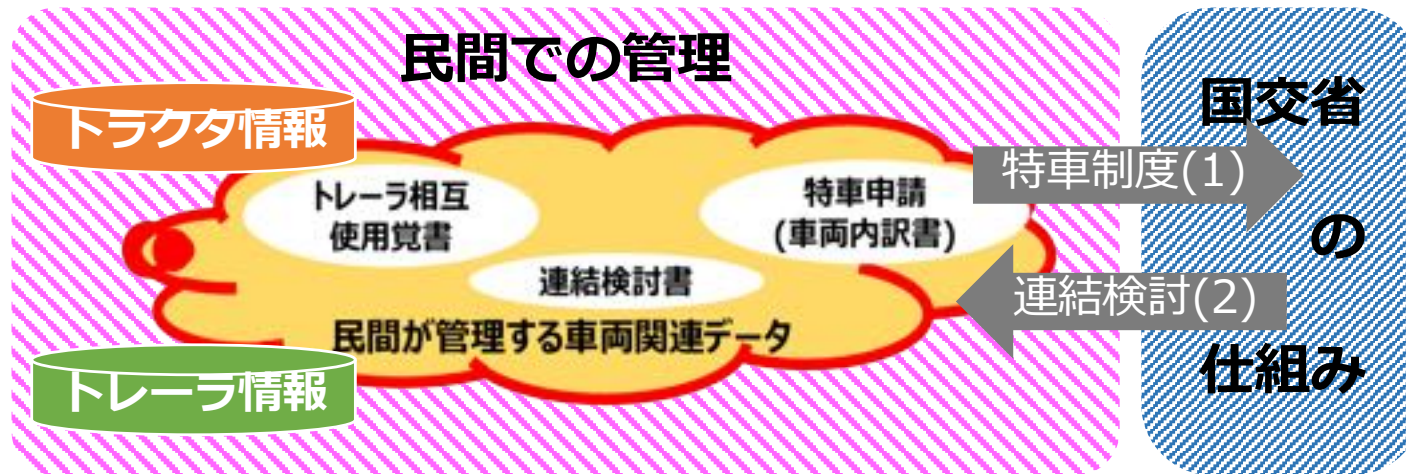 民間での管理
トラクタ情報
トレーラ相互
使用覚書
特車申請
(車両内訳書)
連結検討書
民間が管理する車両関連データ
トレーラ情報
特車制度(1)
連結検討(2)
国交省
の
仕組み